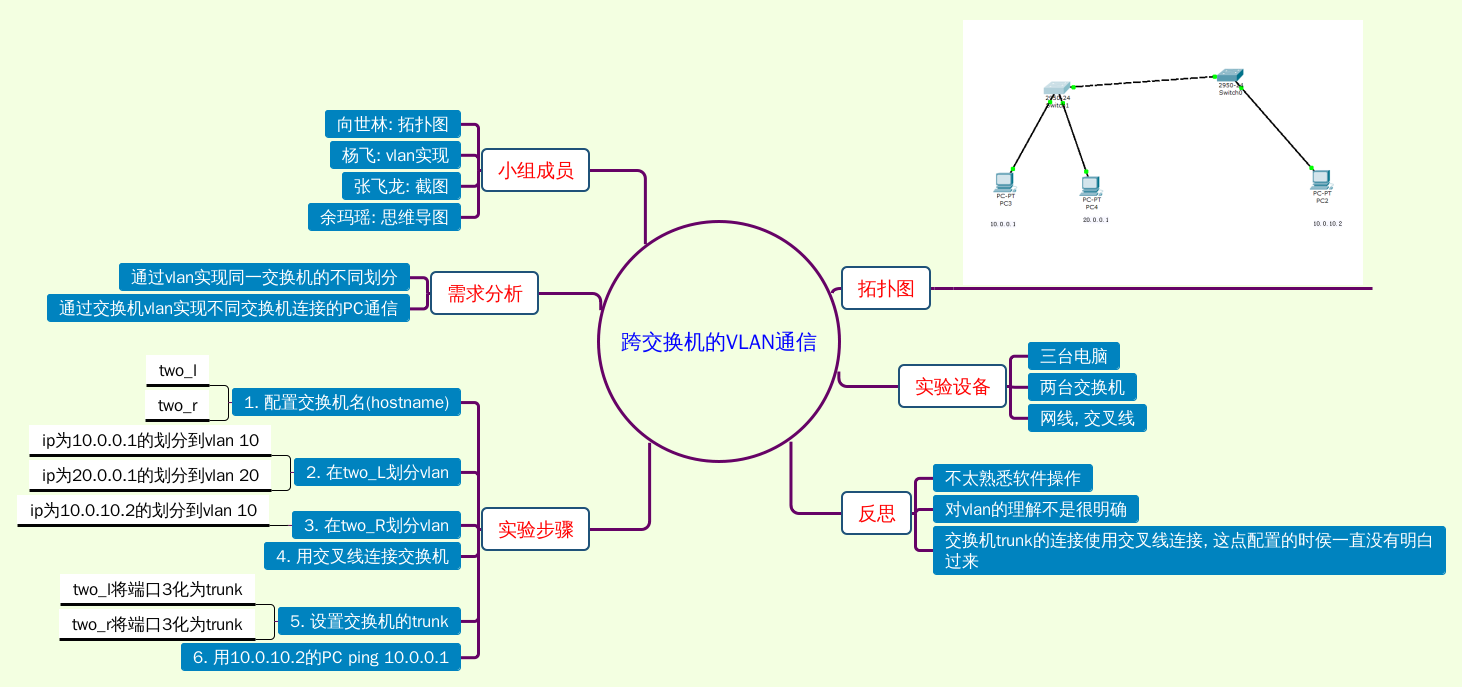 跨交换机的VLAN通信
小组成员
向世林: 拓扑图
杨飞: vlan实现
张飞龙: 截图
余玛瑶: 思维导图
需求分析
通过vlan实现同一交换机的不同划分
通过交换机vlan实现不同交换机连接的PC通信
实验步骤
1. 配置交换机名(hostname)
two_l
two_r
2. 在two_L划分vlan
ip为10.0.0.1的划分到vlan 10
ip为20.0.0.1的划分到vlan 20
3. 在two_R划分vlan
ip为10.0.10.2的划分到vlan 10
4. 用交叉线连接交换机
5. 设置交换机的trunk
two_l将端口3化为trunk
two_r将端口3化为trunk
6. 用10.0.10.2的PC ping 10.0.0.1
拓扑图
2950-24
Switch1
2950-24
Switch0
PC-PT
PC3
10.0.0.1
PC-PT
PC4
20.0.0.1
PC-PT
PC2
10.0.10.2
实验设备
三台电脑
两台交换机
网线, 交叉线
反思
不太熟悉软件操作
对vlan的理解不是很明确
交换机trunk的连接使用交叉线连接, 这点配置的时侯一直没有明白
过来